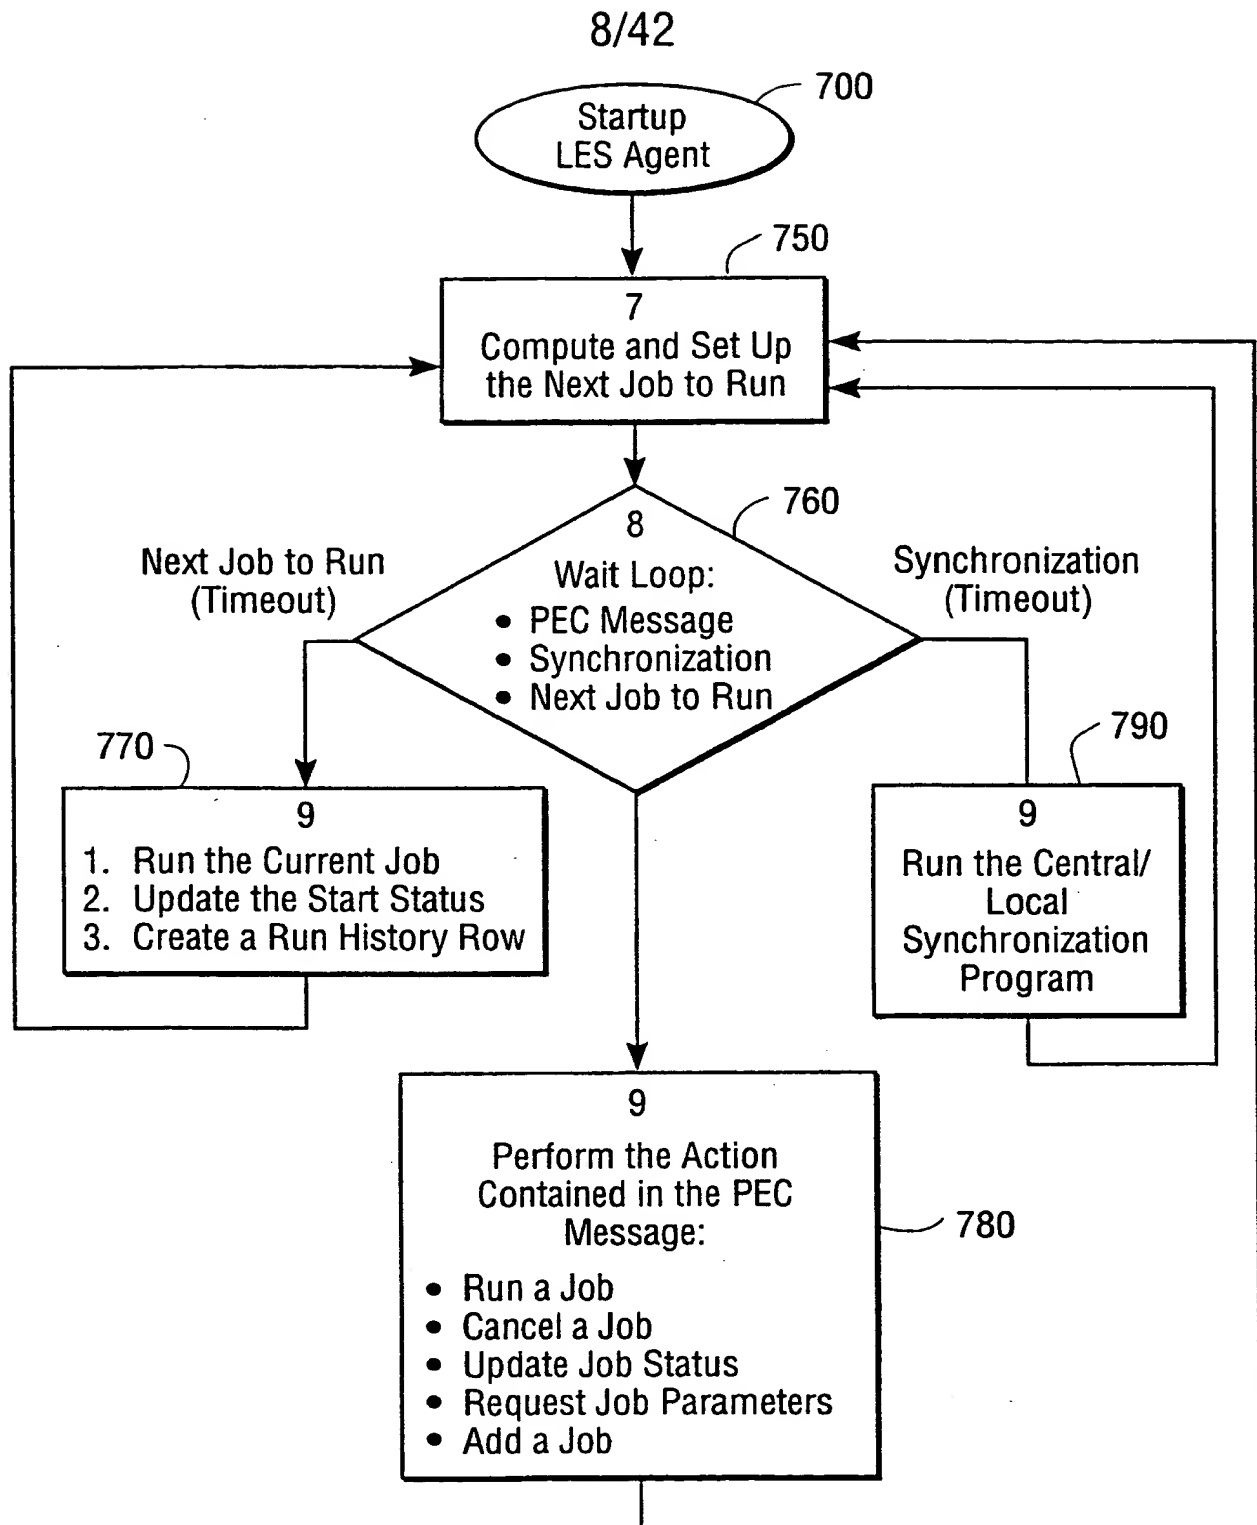 8/42
700
Startup
LES Agent
750
7
Compute and Set Up
the Next Job to Run
760
8
Wait Loop:
• PEC Message
• Synchronization
• Next Job to Run
Next Job to Run
(Timeout)
Synchronization
(Timeout)
770
9
1. Run the Current Job
2. Update the Start Status
3. Create a Run History Row
790
9
Run the Central/
Local
Synchronization
Program
9
Perform the Action
Contained in the PEC
Message:
780
• Run a Job
• Cancel a Job
• Update Job Status
• Request Job Parameters
• Add a Job